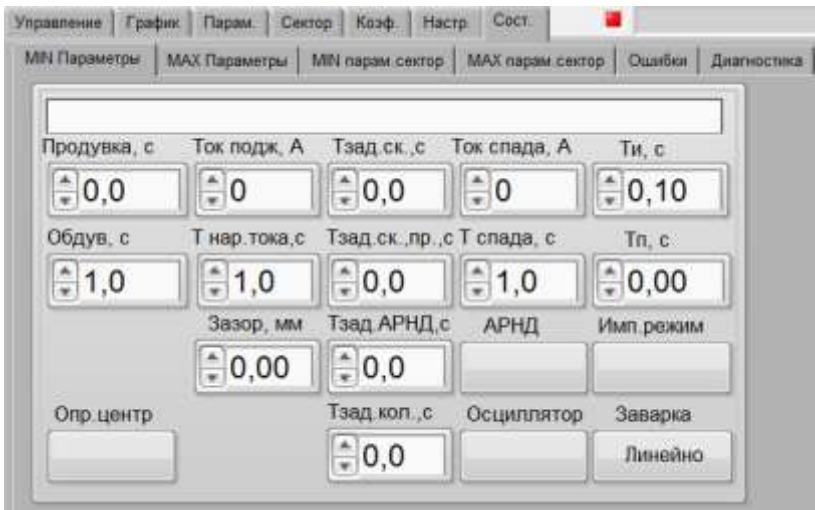 Управление График Парам. Сектор Коэф. Настр. Сост.
MIN Параметры MAX Параметры MIN парам.сектор MAX парам.сектор Ошибки Диагностика
Продувка, с Ток подж, А Тзад.ск.,с Ток спада, А Ти, с
0,0 0 0,0 0 0,10
Обдув, с Т нар.тока,с Тзад.ск.,пр.,с Т спада, с Тп, с
1,0 1,0 0,0 1,0 0,00
Зазор, мм Тзад.АРНД,с АРНД Имп.режим
0,00 0,0
Опр.центр Тзад.кол.,с Осциллятор Заварка
0,0 Линейно